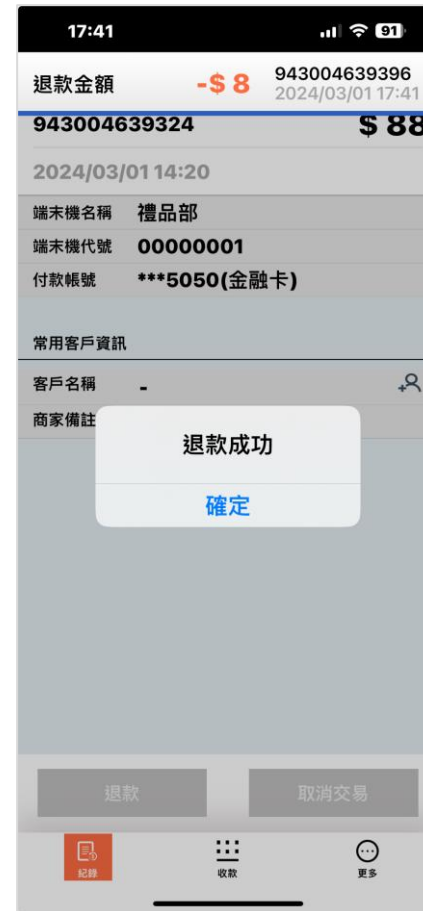 17:41
91
退款金額 -$ 8 943004639396
2024/03/01 17:41
943004639324 $ 88
2024/03/01 14:20
端末機名稱 禮品部
端末機代號 00000001
付款帳號 ***5050(金融卡)
常用客戶資訊
客戶名稱 -
商家備註
退款成功
確定
退款 取消交易
紀錄 收款 更多